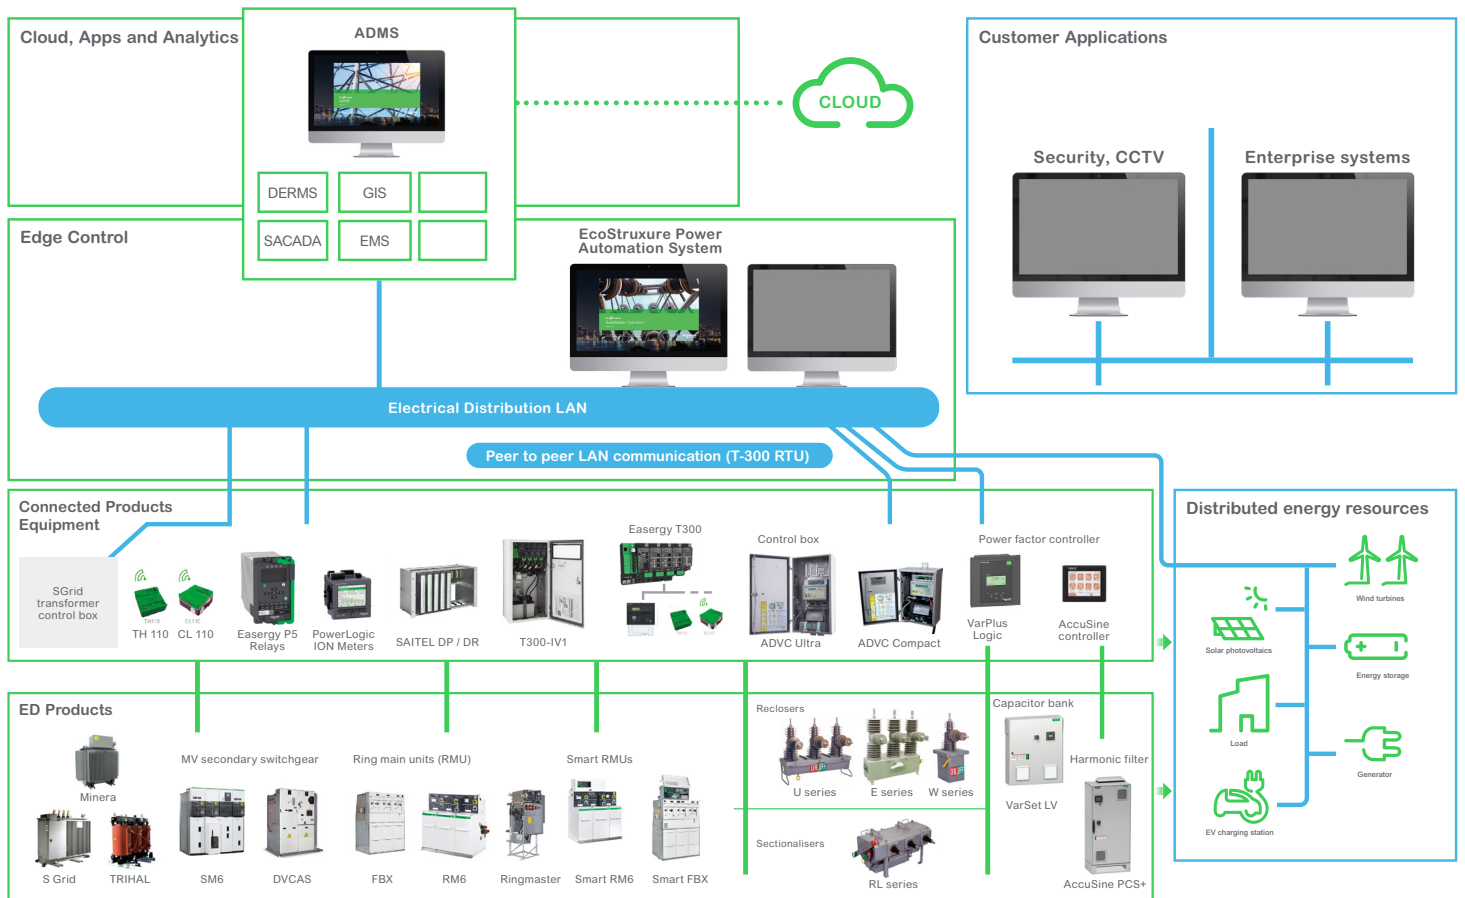 Cloud, Apps and Analytics
ADMS
CLOUD
DERMS
GIS
SACADA
EMS
Customer Applications
Security, CCTV
Enterprise systems
Edge Control
EcoStruxure Power
Automation System
Electrical Distribution LAN
Peer to peer LAN communication (T-300 RTU)
Connected Products
Equipment
SGrid
transformer
control box
TH110
CL110
TH 110
CL 110
Easergy P5
Relays
PowerLogic
ION Meters
SAITEL DP / DR
T300-IV1
Easergy T300
TH110
CL110
Control box
ADVC Ultra
ADVC Compact
Power factor controller
VarPlus
Logic
AccuSine
controller
Distributed energy resources
Wind turbines
Solar photovoltaics
Energy storage
Load
Generator
EV charging station
ED Products
Minera
S Grid
TRIHAL
MV secondary switchgear
SM6
DVCAS
Ring main units (RMU)
FBX
RM6
Ringmaster
Smart RMUs
Smart RM6
Smart FBX
Reclosers
U series
E series
W series
Sectionalisers
RL series
Capacitor bank
VarSet LV
Harmonic filter
AccuSine PCS+